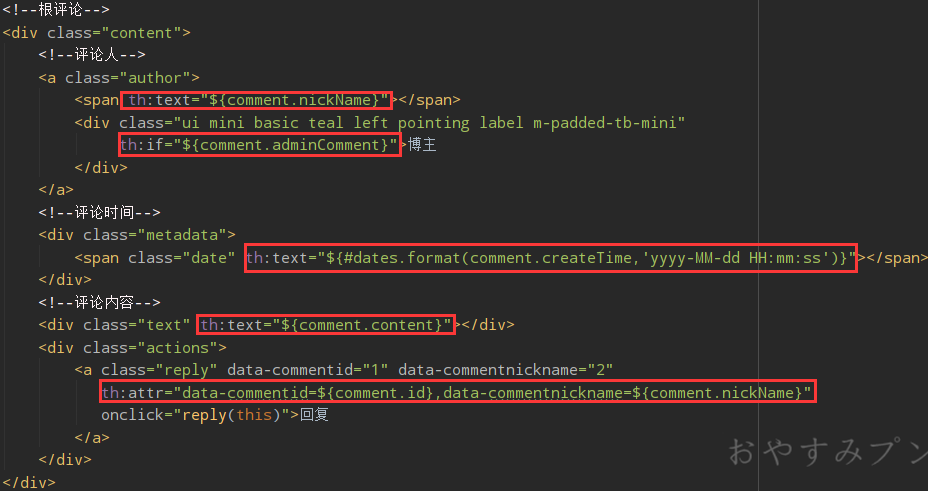 <!--根评论-->
<div class="content">
<!--评论人-->
<a class="author">
<span th:text="${comment.nickName}"></span>
<div class="ui mini basic teal left pointing label m-padded-tb-mini"
th:if="${comment.adminComment}">博主
</div>
</a>
<!--评论时间-->
<div class="metadata">
<span class="date" th:text="${#dates.format(comment.createTime,'yyyy-MM-dd HH:mm:ss')}"></span>
</div>
<!--评论内容-->
<div class="text" th:text="${comment.content}"></div>
<div class="actions">
<a class="reply" data-commentid="1" data-commentnickname="2"
th:attr="data-commentid=${comment.id},data-commentnickname=${comment.nickName}"
onclick="reply(this)">回复
</a>
</div>
おやすみプン
</div>